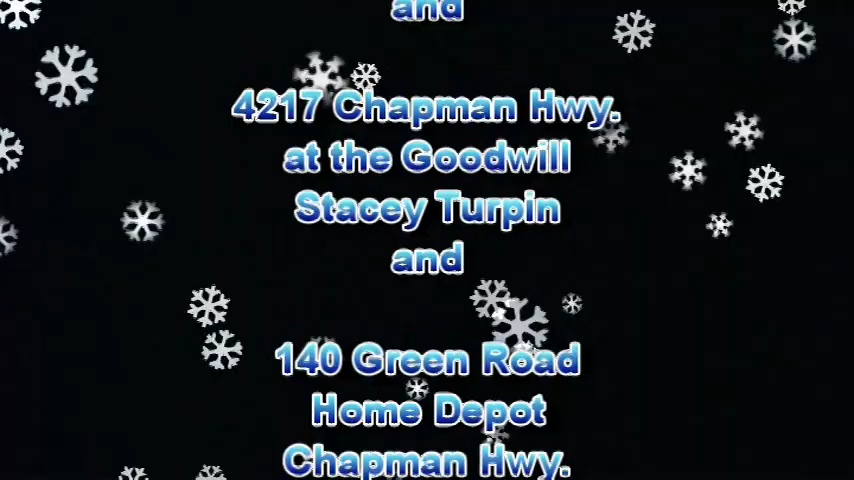 and
4217 Chapman Hwy.
at the Goodwill
Stacey Turpin
and
140 Green Road
Home Depot
Chapman Hwy.